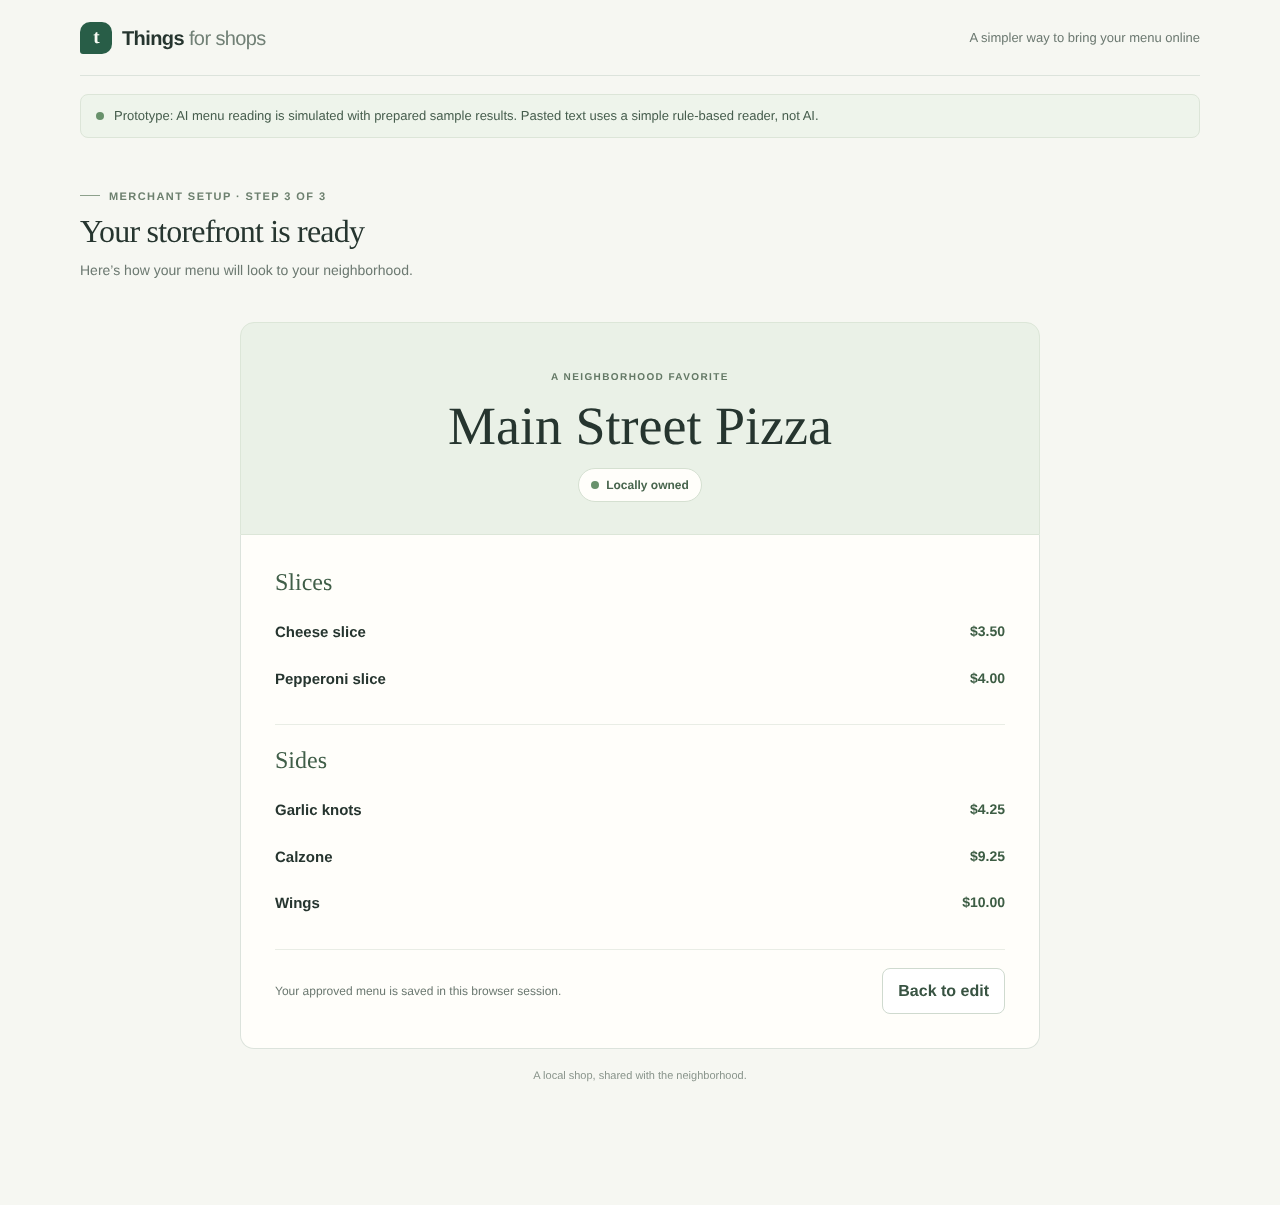 t Things for shops
A simpler way to bring your menu online
Prototype: AI menu reading is simulated with prepared sample results. Pasted text uses a simple rule-based reader, not AI.
MERCHANT SETUP · STEP 3 OF 3
Your storefront is ready
Here’s how your menu will look to your neighborhood.
A NEIGHBORHOOD FAVORITE
Main Street Pizza
Locally owned
Slices
Cheese slice $3.50
Pepperoni slice $4.00
Sides
Garlic knots $4.25
Calzone $9.25
Wings $10.00
Your approved menu is saved in this browser session.
Back to edit
A local shop, shared with the neighborhood.